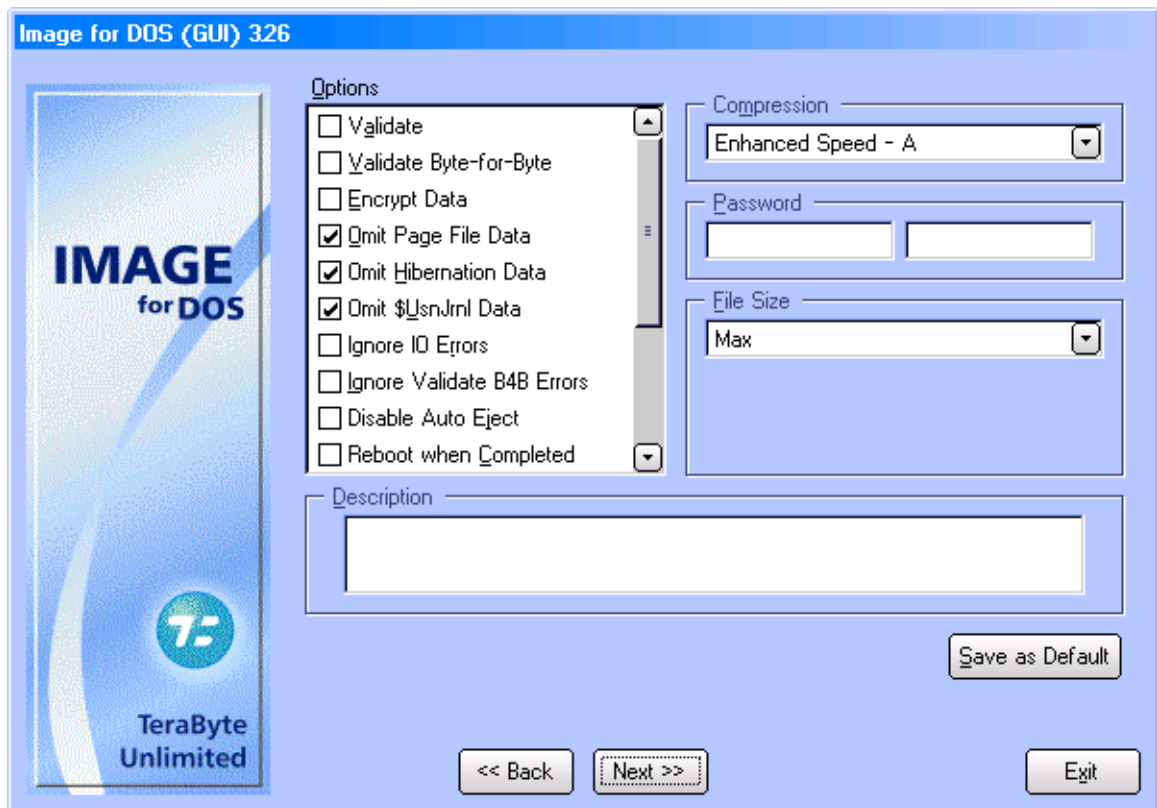 Image for DOS (GUI) 3.26
IMAGE
for DOS
TeraByte
Unlimited
Options
Validate
Validate Byte-for-Byte
Encrypt Data
Omit Page File Data
Omit Hibernation Data
Omit $UsnJrnl Data
Ignore IO Errors
Ignore Validate B4B Errors
Disable Auto Eject
Reboot when Completed
Compression
Enhanced Speed - A
Password
File Size
Max
Description
Save as Default
<< Back
Next >>
Exit